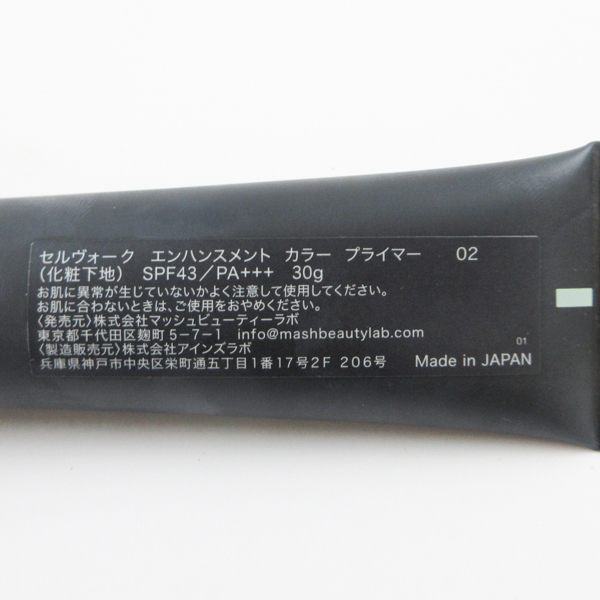 セルヴォーク エンハンスメント カラー プライマー 02
(化粧下地) SPF43/PA+++ 30g
お肌に異常が生じていないかよく注意して使用してください。
お肌に合わないときは、ご使用をおやめください。
<発売元>株式会社マッシュビューティーラボ
東京都千代田区麹町5-7-1 info@mashbeautylab.com
<製造販売元>株式会社アインズラボ
兵庫県神戸市中央区栄町通五丁目1番17号2F 206号
01
Made in JAPAN